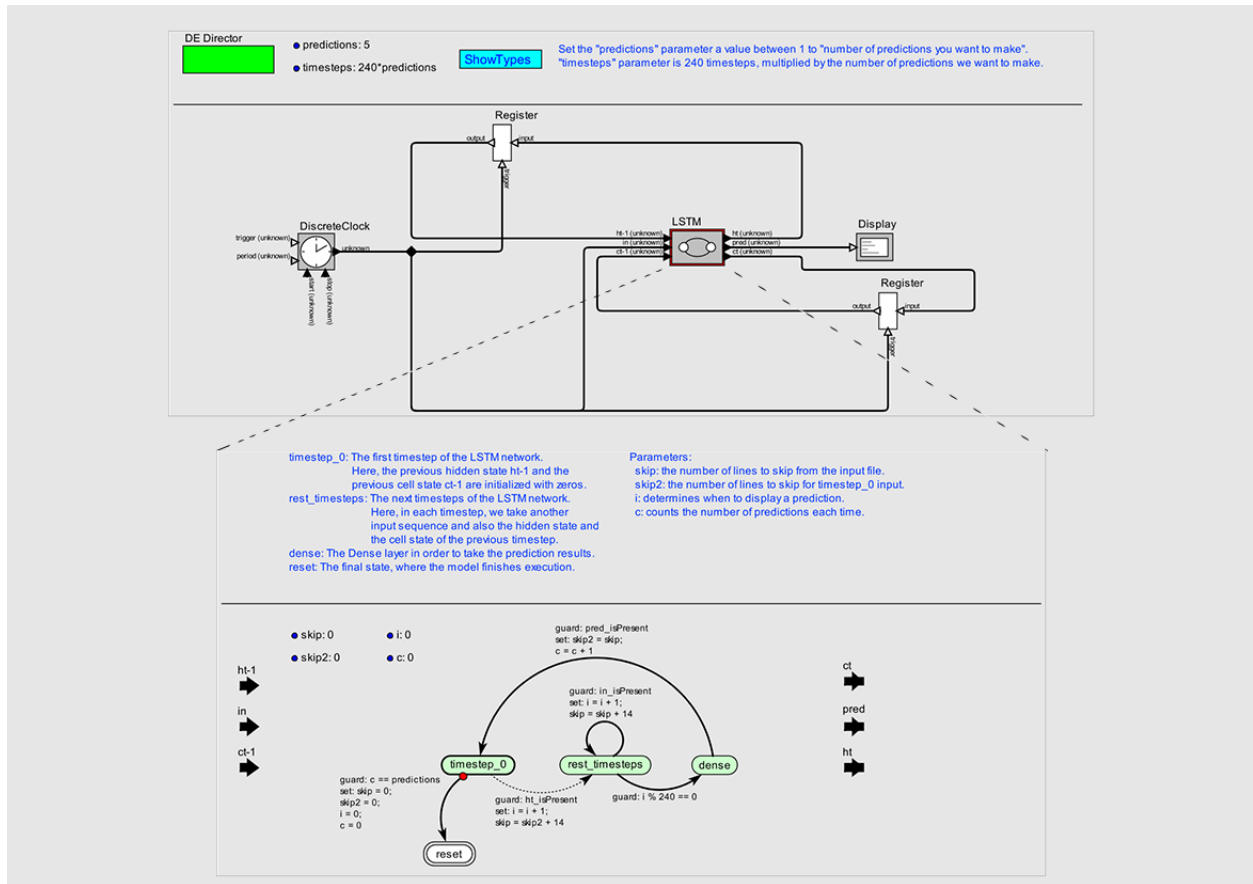 DE Director
predictions: 5
timesteps: 240*predictions
ShowTypes
Set the "predictions" parameter a value between 1 to "number of predictions you want to make".
"timesteps" parameter is 240 timesteps, multiplied by the number of predictions we want to make.
Register
output
input
trigger
DiscreteClock
trigger (unknown)
period (unknown)
unknown
start (unknown)
stop (unknown)
LSTM
ht-1 (unknown)
in (unknown)
ct-1 (unknown)
ht (unknown)
pred (unknown)
ct (unknown)
Display
Register
output
input
trigger
timestep_0: The first timestep of the LSTM network.
Here, the previous hidden state ht-1 and the
previous cell state ct-1 are initialized with zeros.
rest_timesteps: The next timesteps of the LSTM network.
Here, in each timestep, we take another
input sequence and also the hidden state and
the cell state of the previous timestep.
dense: The Dense layer in order to take the prediction results.
reset: The final state, where the model finishes execution.
Parameters:
skip: the number of lines to skip from the input file.
skip2: the number of lines to skip for timestep_0 input.
i: determines when to display a prediction.
c: counts the number of predictions each time.
skip: 0
i: 0
skip2: 0
c: 0
ht-1
in
ct-1
guard: pred_isPresent
set: skip2 = skip;
c = c + 1
guard: in_isPresent
set: i = i + 1;
skip = skip + 14
timestep_0
rest_timesteps
dense
guard: c == predictions
set: skip = 0;
skip2 = 0;
i = 0;
c = 0
guard: ht_isPresent
set: i = i + 1;
skip = skip2 + 14
guard: i % 240 == 0
reset
ct
pred
ht